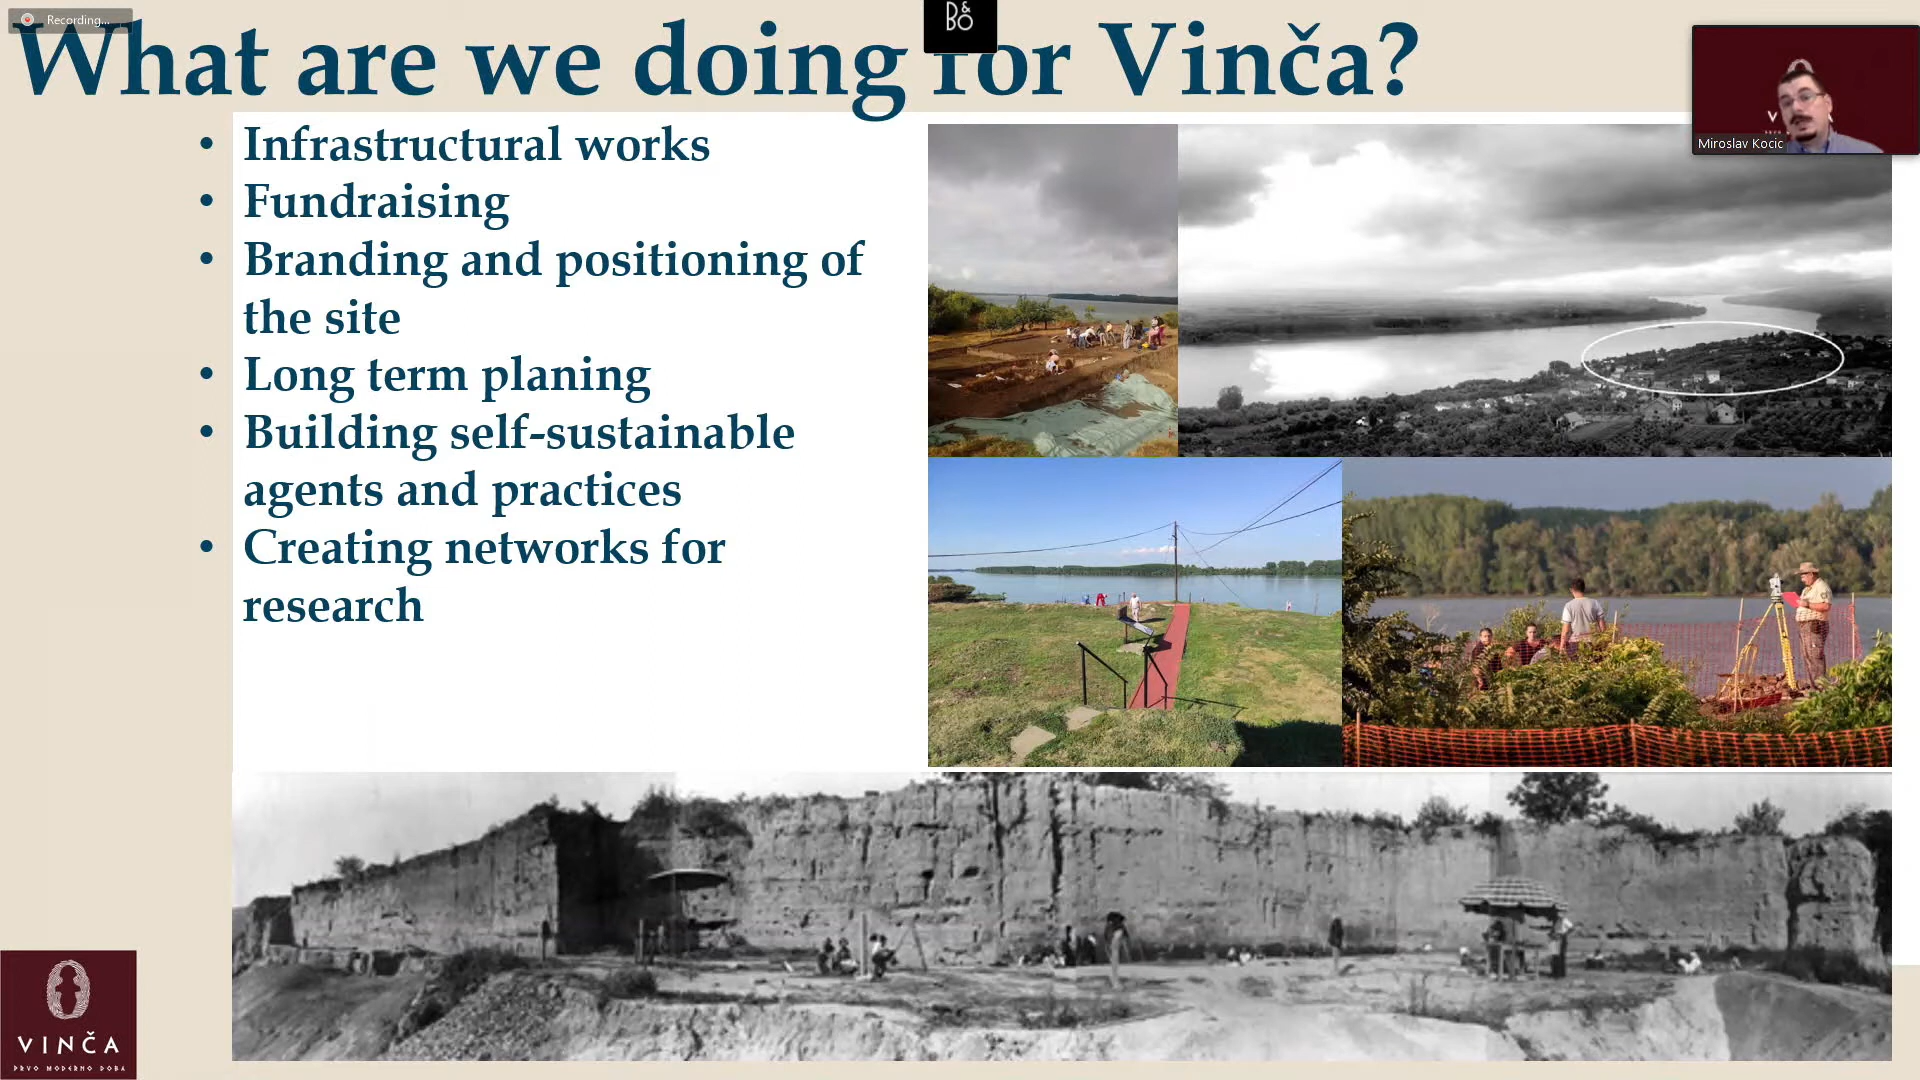 Recording...
B&O
What are we doing for Vinča?
Miroslav Kocic
• Infrastructural works
• Fundraising
• Branding and positioning of
the site
• Long term planing
• Building self-sustainable
agents and practices
• Creating networks for
research
VINČA
PRVO MODERNO DOBA